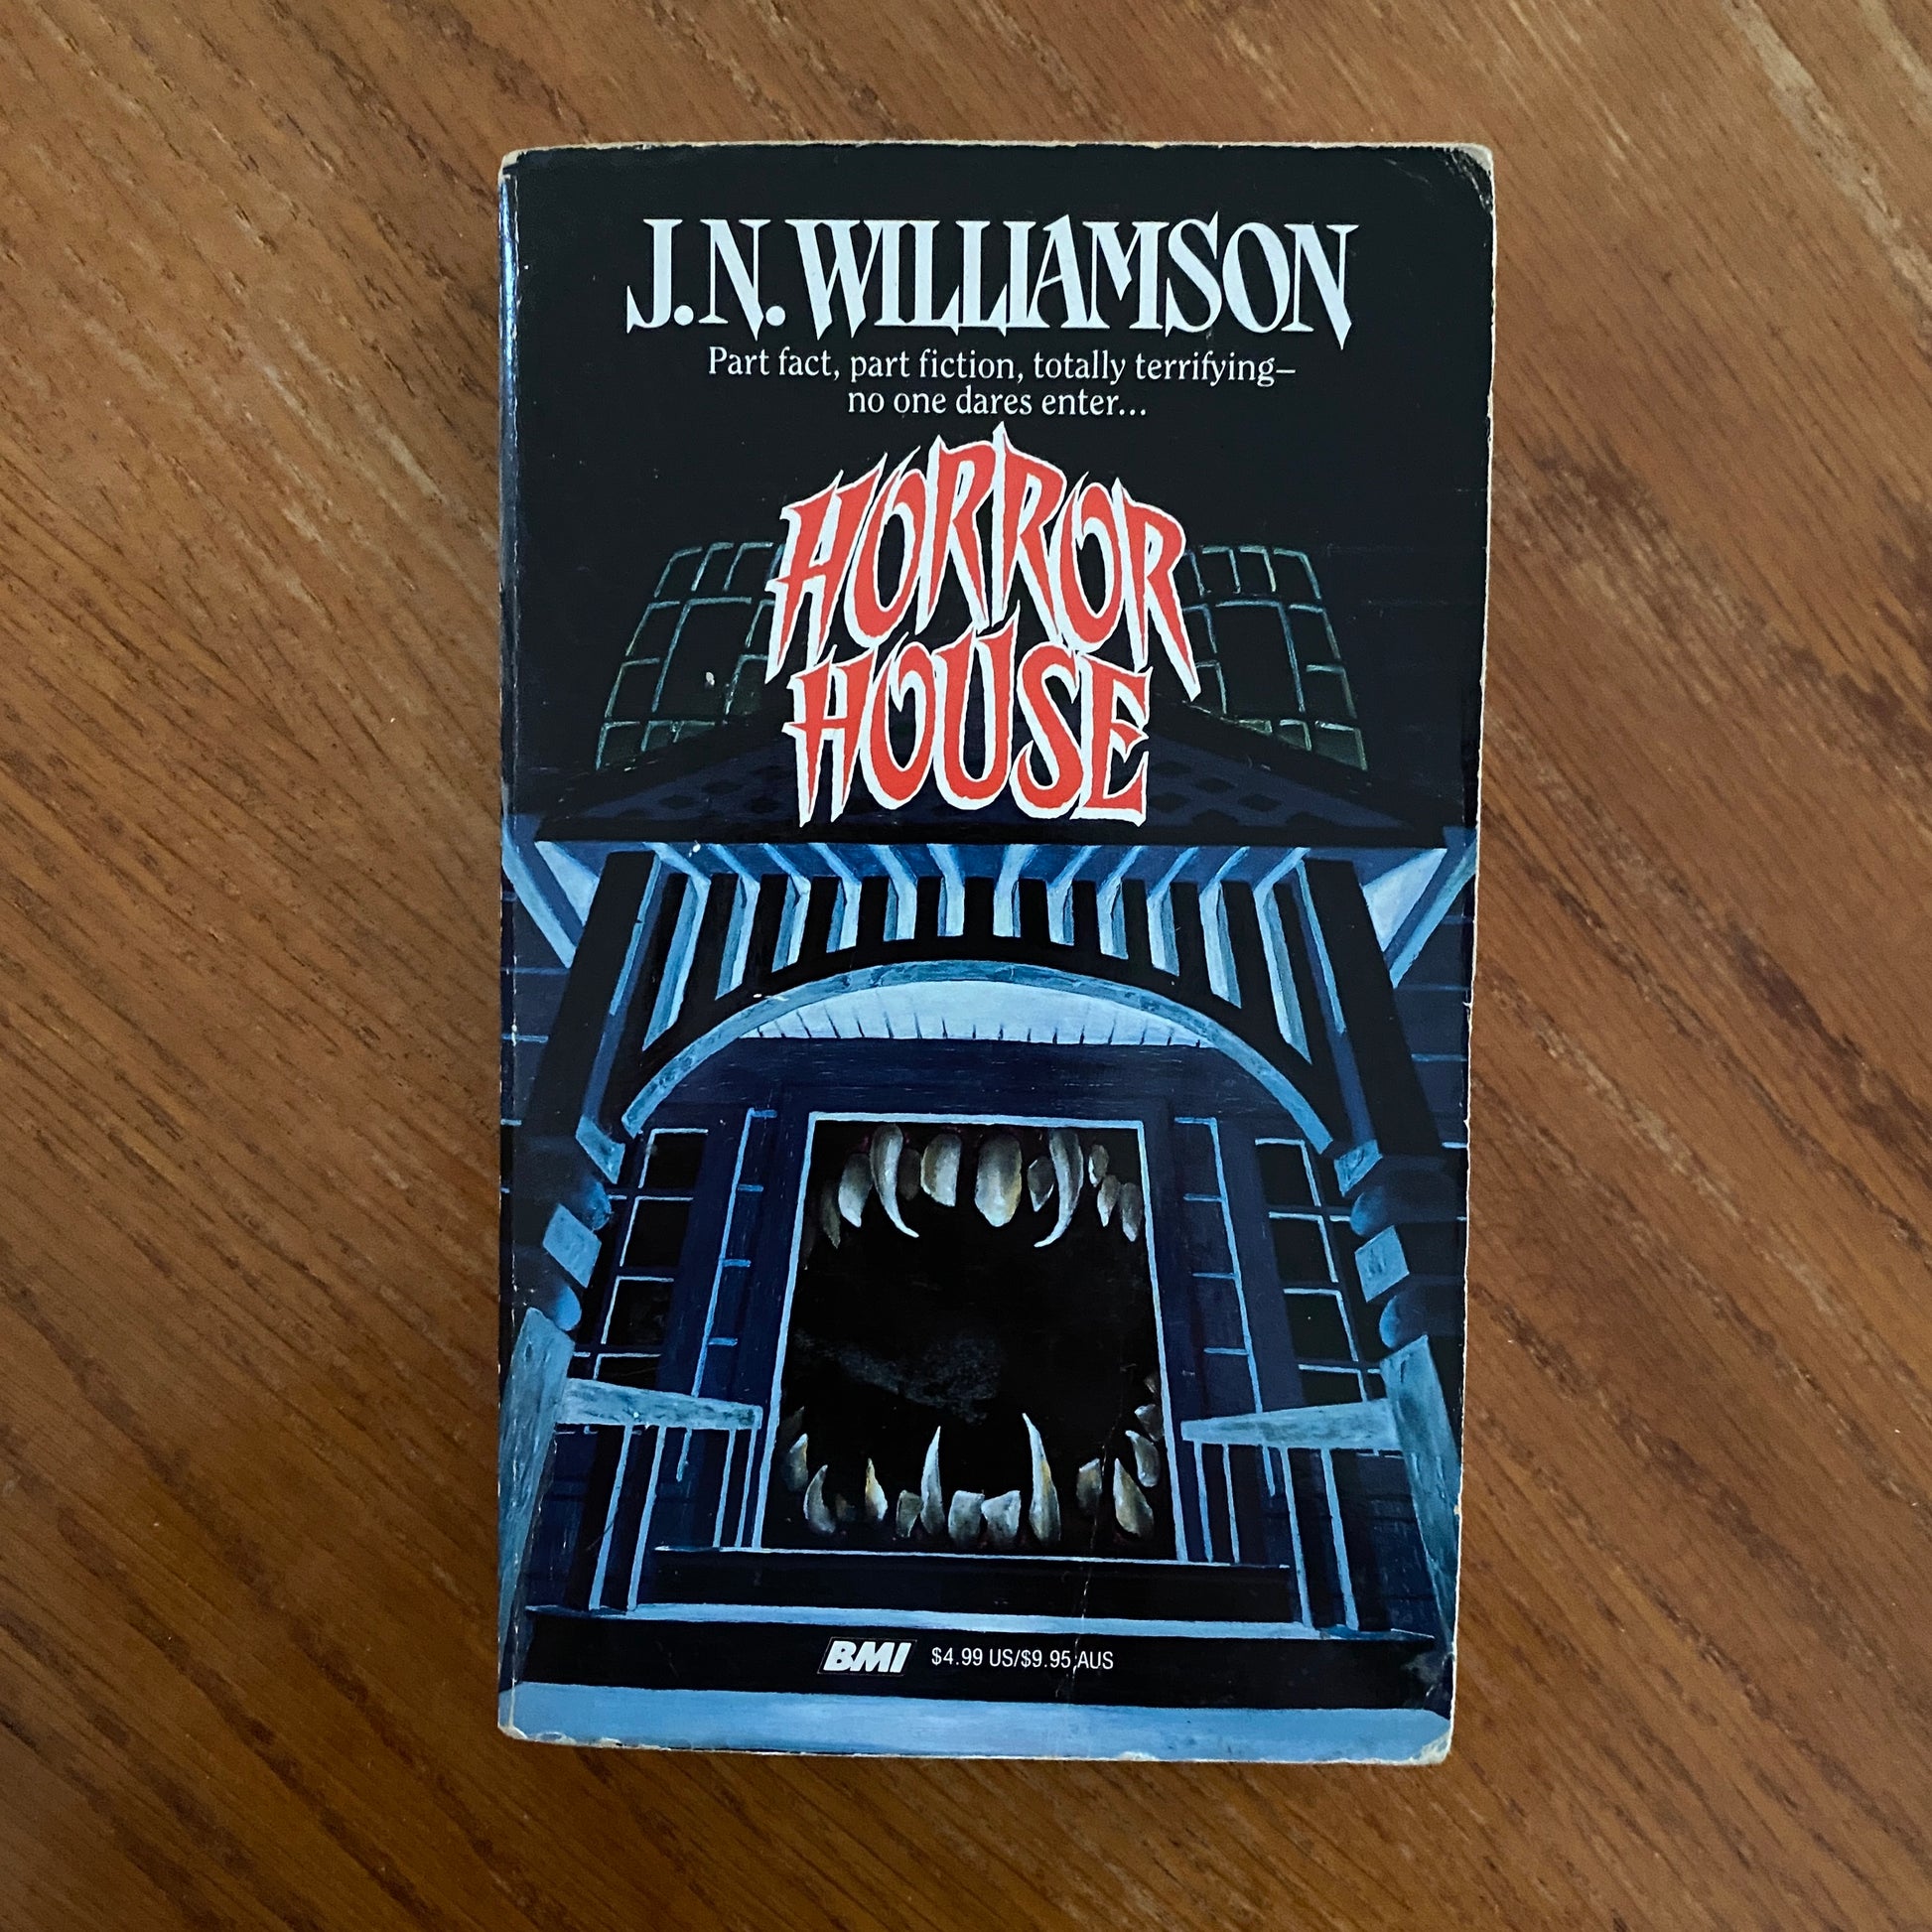 J.N. WILLIAMSON
Part fact, part fiction, totally terrifying–
no one dares enter...
HORROR
HOUSE
BMI $4.99 US/$9.95 AUS